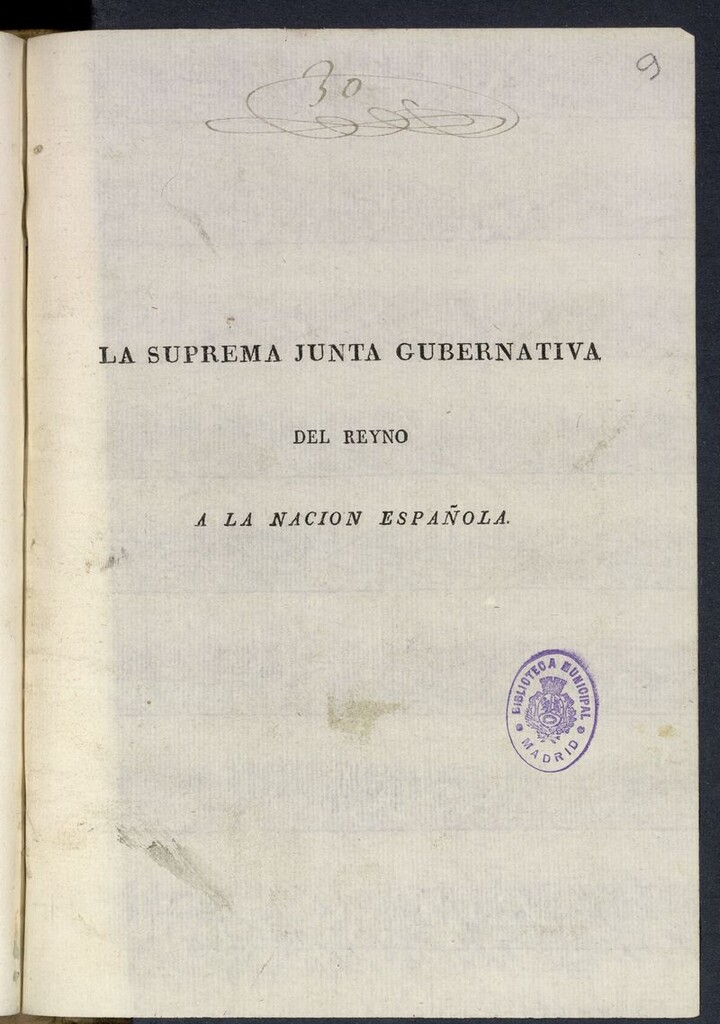 30
9
LA SUPREMA JUNTA GUBERNATIVA
DEL REYNO
A LA NACION ESPAÑOLA.
BIBLIOTECA MUNICIPAL
MADRID